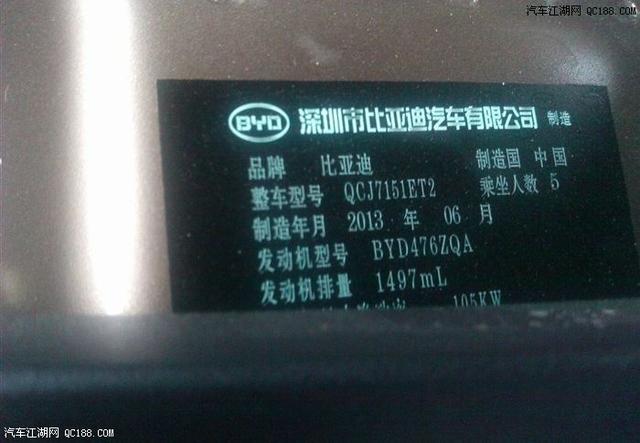 汽车江湖网 QC188.COM
BYD 深圳市比亚迪汽车有限公司 制造
品牌 比亚迪 制造国 中国
整车型号 QCJ7151ET2 乘坐人数 5
制造年月 2013 年 06 月
发动机型号 BYD476ZQA
发动机排量 1497mL
105KW
汽车江湖网 QC188.COM